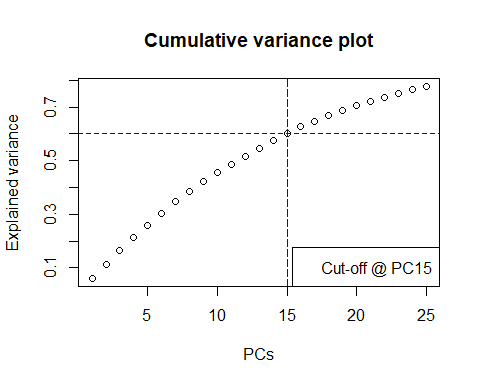 Cumulative variance plot
Explained variance
0.7
0.5
0.3
0.1
Cut-off @ PC15
5 10 15 20 25
PCs